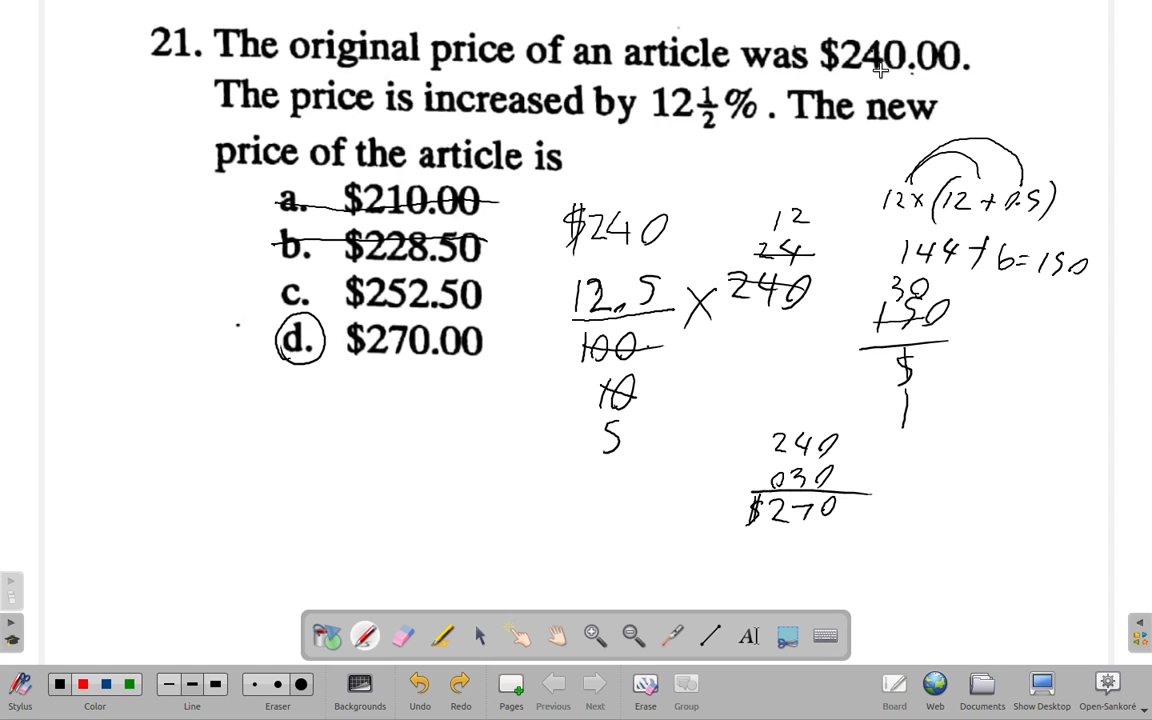 21. The original price of an article was $240.00.
The price is increased by 12½%. The new
price of the article is
a. $210.00
b. $228.50
c. $252.50
d. $270.00
$240
12.5
100
10
5
×
12
24
240
12×(12+0.5)
144+6=150
30
150
5
1
240
030
$270
Stylus
Color
Line
Eraser
Backgrounds
Undo
Redo
Pages
Previous
Next
Erase
Group
Board
Web
Documents
Show Desktop
Open-Sankoré